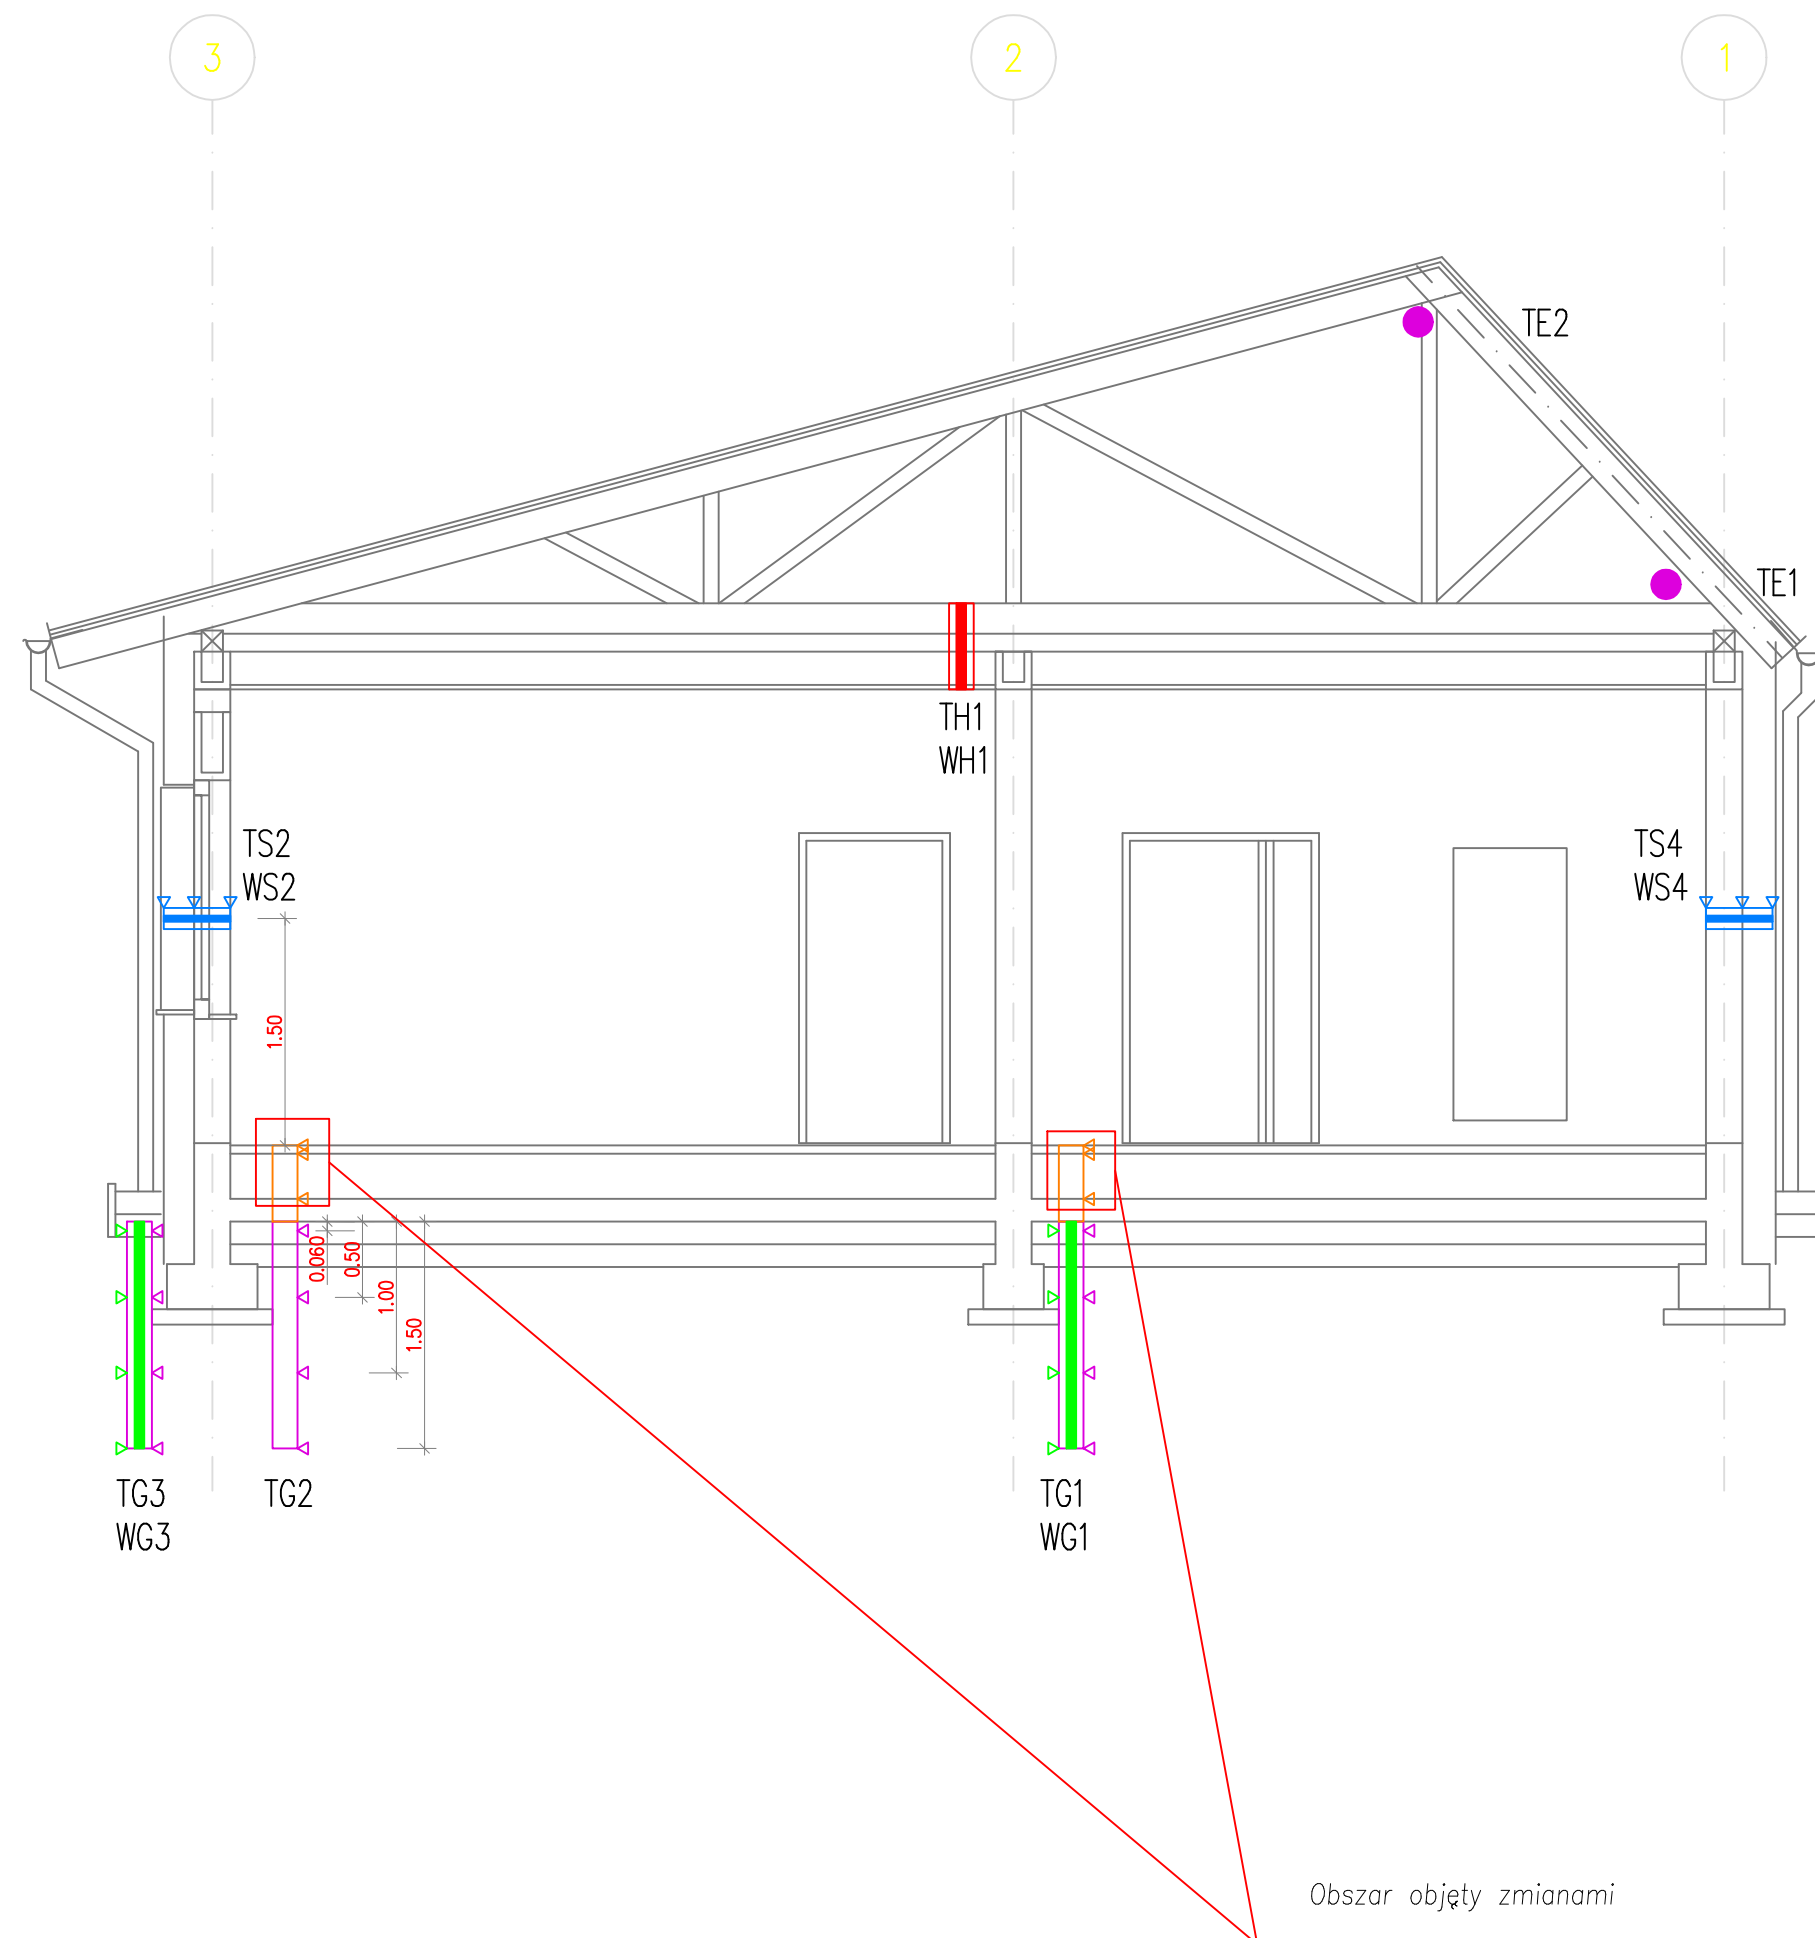 3
2
1
TE2
TE1
TH1
WH1
TS2
WS2
TS4
WS4
1.50
0.060
0.50
1.00
1.50
TG3
WG3
TG2
TG1
WG1
Obszar objęty zmianami